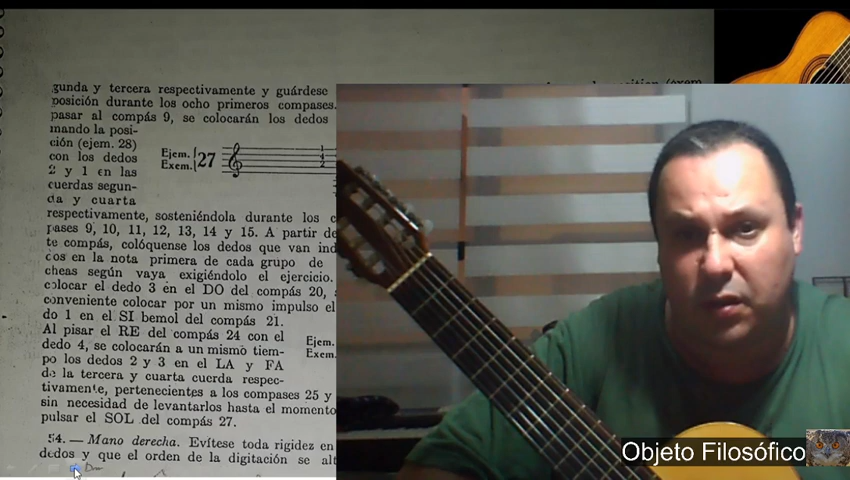 gunda y tercera respectivamente y guárdese
posición durante los ocho primeros compases.
pasar al compás 9, se colocarán los dedos
mando la posi-
ción (ejem. 28)
con los dedos
2 y 1 en las
cuerdas segun-
da y cuarta
Ejem.
Exem.
27
1
4
2
respectivamente, sosteniéndola durante los c
pases 9, 10, 11, 12, 13, 14 y 15. A partir de
te compás, colóquense los dedos que van ind
cos en la nota primera de cada grupo de
cheas según vaya exigiéndolo el ejercicio.
colocar el dedo 3 en el DO del compás 20,
conveniente colocar por un mismo impulso el
do 1 en el SI bemol del compás 21.
Al pisar el RE del compás 24 con el
dedo 4, se colocarán a un mismo tiem-
po los dedos 2 y 3 en el LA y FA
de la tercera y cuarta cuerda respec-
Ejem.
Exem.
tivamente, pertenecientes a los compases 25 y
sin necesidad de levantarlos hasta el momento
pulsar el SOL del compás 27.
54. — Mano derecha. Evítese toda rigidez en
dedos y que el orden de la digitación se alt
Objeto Filosófico